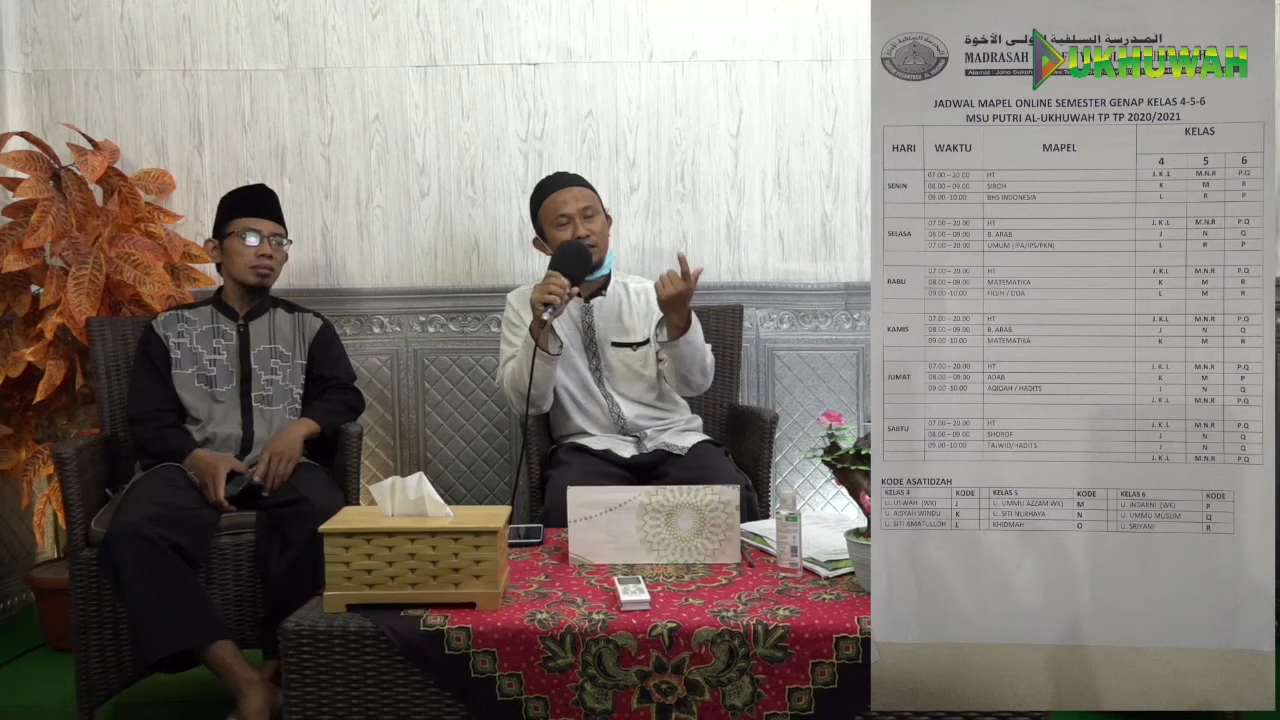 المدرسة السلفية الأولى الأخوة
MADRASAH
UKHUWAH
JADWAL MAPEL ONLINE SEMESTER GENAP KELAS 4-5-6
MSU PUTRI AL-UKHUWAH TP TP 2020/2021
HARI WAKTU MAPEL KELAS
4 5 6
SENIN 07.00 – 20.00 HT J.K.L M.N.R P.Q
08.00 – 09.00 SIROH K M R
09.00 -10.00 BHS INDONESIA L R P
SELASA 07.00 – 20.00 HT J.K.L M.N.R P.Q
08.00 – 09.00 B. ARAB J N Q
07.00 – 20.00 UMUM (IPA/IPS/PKN) L R P
RABU 07.00 – 20.00 HT J.K.L M.N.R P.Q
08.00 – 09.00 MATEMATIKA K M R
09.00 -10.00 FIQIH / DOA L M R
KAMIS 07.00 – 20.00 HT J.K.L M.N.R P.Q
08.00 – 09.00 B. ARAB J N Q
09.00 -10.00 MATEMATIKA K M R
JUMAT 07.00 – 20.00 HT J.K.L M.N.R P.Q
08.00 – 09.00 ADAB K M P
09.00 -10.00 AQIDAH / HADITS J N Q
J.K.L M.N.R P.Q
SABTU 07.00 – 20.00 HT J.K.L M.N.R P.Q
08.00 – 09.00 SHOROF J N Q
09.00 -10.00 TAJWID/HADITS J N Q
J.K.L M.N.R P.Q
KODE ASATIDZAH
KELAS 4 KODE KELAS 5 KODE KELAS 6 KODE
U. USWAH (WK) J U. UMMU AZZAM WK) M U. INDARNI (WK) P
U. AISYAH WINDU K U. SITI NURHAYA N U. UMMU MUSLIM Q
U. SITI AMATULLOH L KHIDMAH O U. SRIYANI R